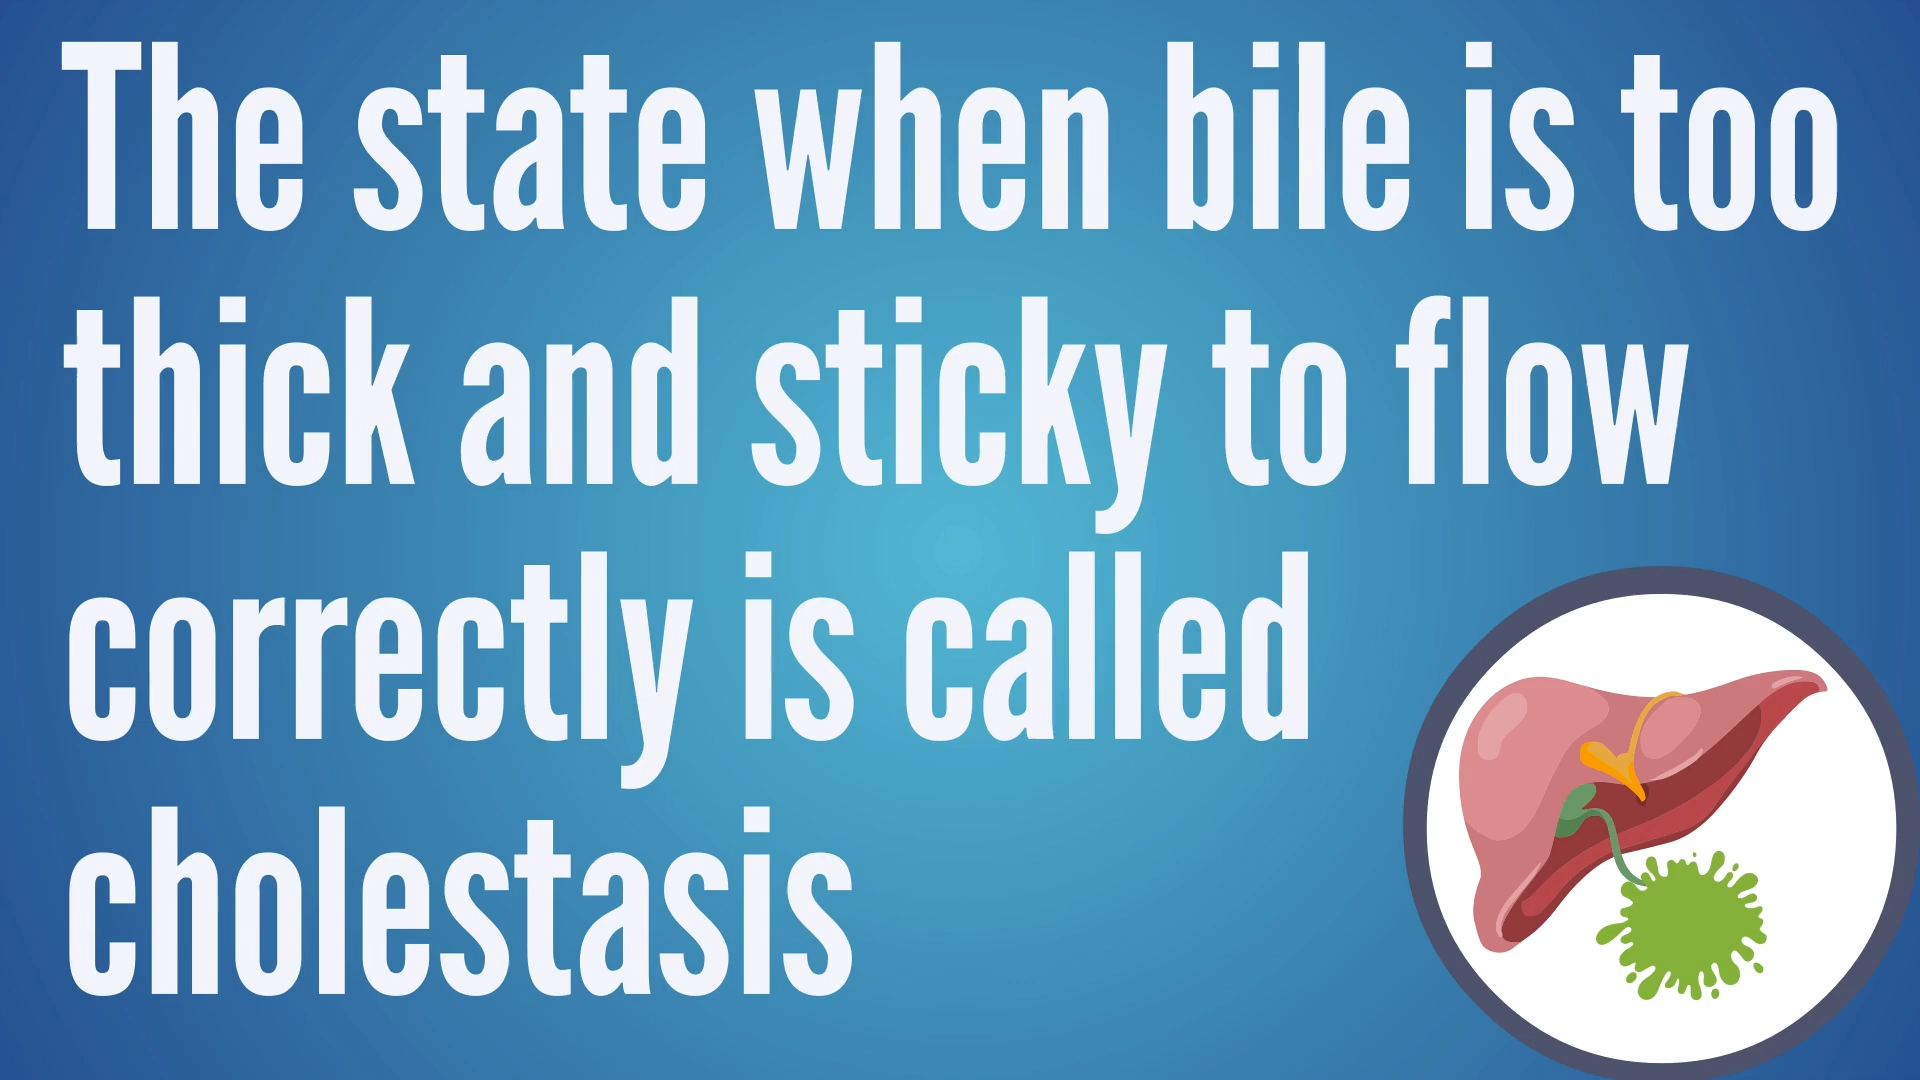 The state when bile is too
thick and sticky to flow
correctly is called
cholestasis